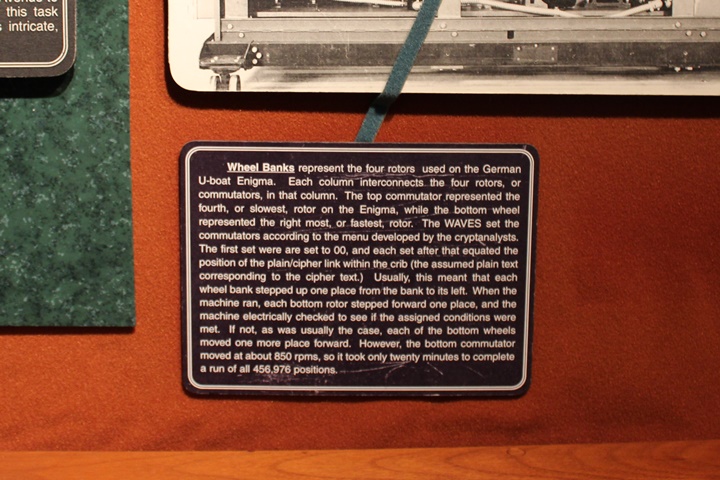 this task
intricate,
Wheel Banks represent the four rotors used on the German
U-boat Enigma. Each column interconnects the four rotors, or
commutators, in that column. The top commutator represented the
fourth, or slowest, rotor on the Enigma, while the bottom wheel
represented the right most, or fastest, rotor. The WAVES set the
commutators according to the menu developed by the cryptanalysts.
The first set were are set to 00, and each set after that equated the
position of the plain/cipher link within the crib (the assumed plain text
corresponding to the cipher text.) Usually, this meant that each
wheel bank stepped up one place from the bank to its left. When the
machine ran, each bottom rotor stepped forward one place, and the
machine electrically checked to see if the assigned conditions were
met. If not, as was usually the case, each of the bottom wheels
moved one more place forward. However, the bottom commutator
moved at about 850 rpms, so it took only twenty minutes to complete
a run of all 456,976 positions.